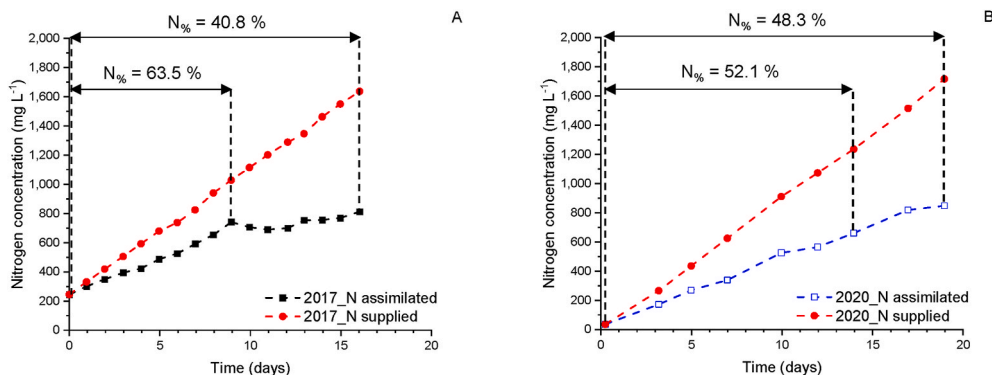 A
N% = 40.8 %
N% = 63.5 %
2,000
1,800
1,600
1,400
1,200
1,000
800
600
400
200
0
Nitrogen concentration (mg L-1)
2017_N assimilated
2017_N supplied
0 5 10 15 20
Time (days)
B
N% = 48.3 %
N% = 52.1 %
2,000
1,800
1,600
1,400
1,200
1,000
800
600
400
200
0
Nitrogen concentration (mg L-1)
2020_N assimilated
2020_N supplied
0 5 10 15 20
Time (days)